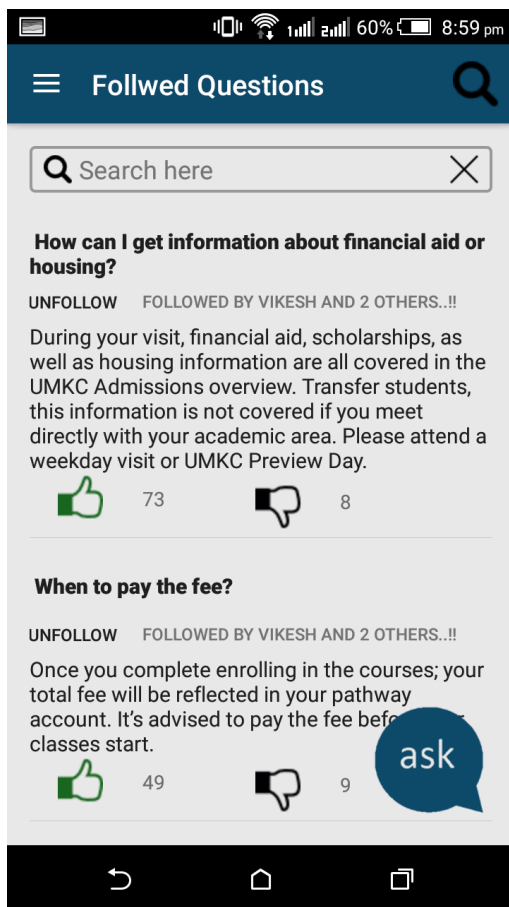 60% 8:59 pm
Follwed Questions
Search here
How can I get information about financial aid or
housing?
UNFOLLOW FOLLOWED BY VIKESH AND 2 OTHERS..!!
During your visit, financial aid, scholarships, as
well as housing information are all covered in the
UMKC Admissions overview. Transfer students,
this information is not covered if you meet
directly with your academic area. Please attend a
weekday visit or UMKC Preview Day.
73 8
When to pay the fee?
UNFOLLOW FOLLOWED BY VIKESH AND 2 OTHERS..!!
Once you complete enrolling in the courses; your
total fee will be reflected in your pathway
account. It’s advised to pay the fee
classes start.
ask
49 9